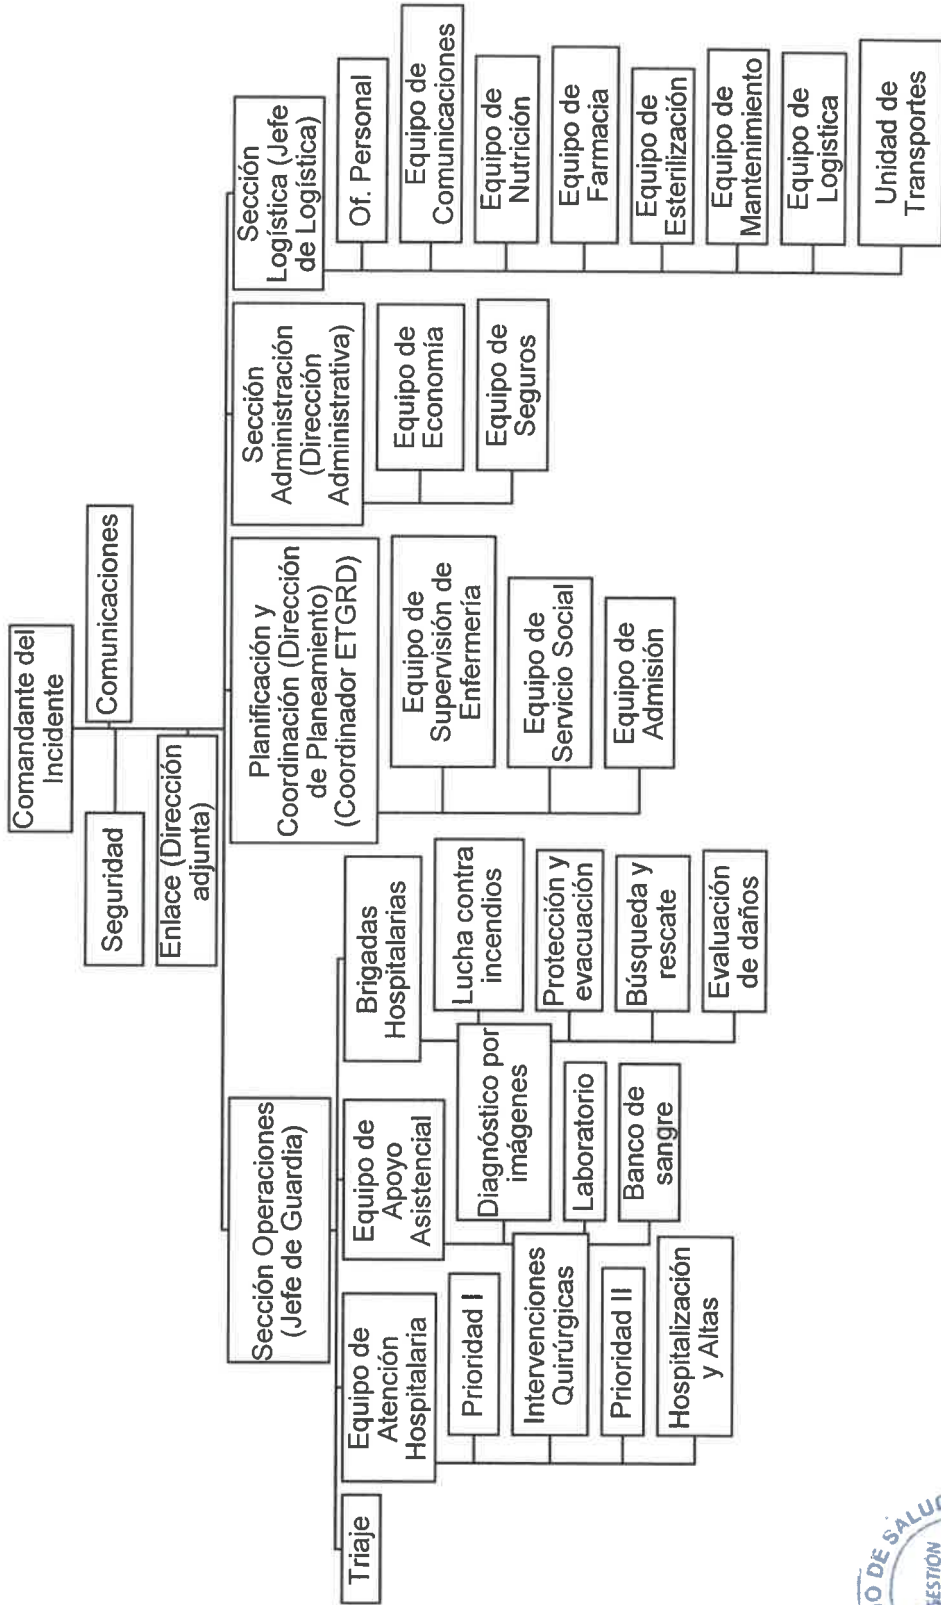 Comandante del
Incidente
Seguridad
Comunicaciones
Enlace (Dirección
adjunta)
Sección Operaciones
(Jefe de Guardia)
Triaje
Equipo de
Atención
Hospitalaria
Prioridad I
Intervenciones
Quirúrgicas
Prioridad II
Hospitalización
y Altas
Equipo de
Apoyo
Asistencial
Diagnóstico por
imágenes
Laboratorio
Banco de
sangre
Brigadas
Hospitalarias
Lucha contra
incendios
Protección y
evacuación
Búsqueda y
rescate
Evaluación
de daños
Planificación y
Coordinación (Dirección
de Planeamiento)
(Coordinador ETGRD)
Equipo de
Supervisión de
Enfermería
Equipo de
Servicio Social
Equipo de
Admisión
Sección
Administración
(Dirección
Administrativa)
Equipo de
Economía
Equipo de
Seguros
Sección
Logística (Jefe
de Logística)
Of. Personal
Equipo de
Comunicaciones
Equipo de
Nutrición
Equipo de
Farmacia
Equipo de
Esterilización
Equipo de
Mantenimiento
Equipo de
Logistica
Unidad de
Transportes
DE SALUD
GESTIÓN